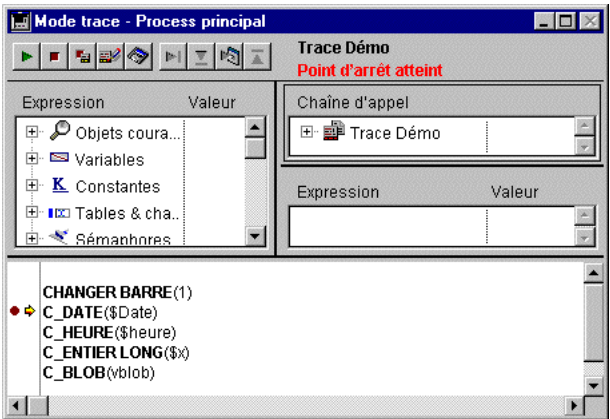 Mode trace - Process principal
Trace Démo
Point d'arrêt atteint
Expression Valeur
Objets coura...
Variables
K Constantes
Tables & cha..
Sémaphores
Chaîne d'appel
Trace Démo
Expression Valeur
CHANGER BARRE(1)
C_DATE($Date)
C_HEURE($heure)
C_ENTIER LONG($x)
C_BLOB(vblob)